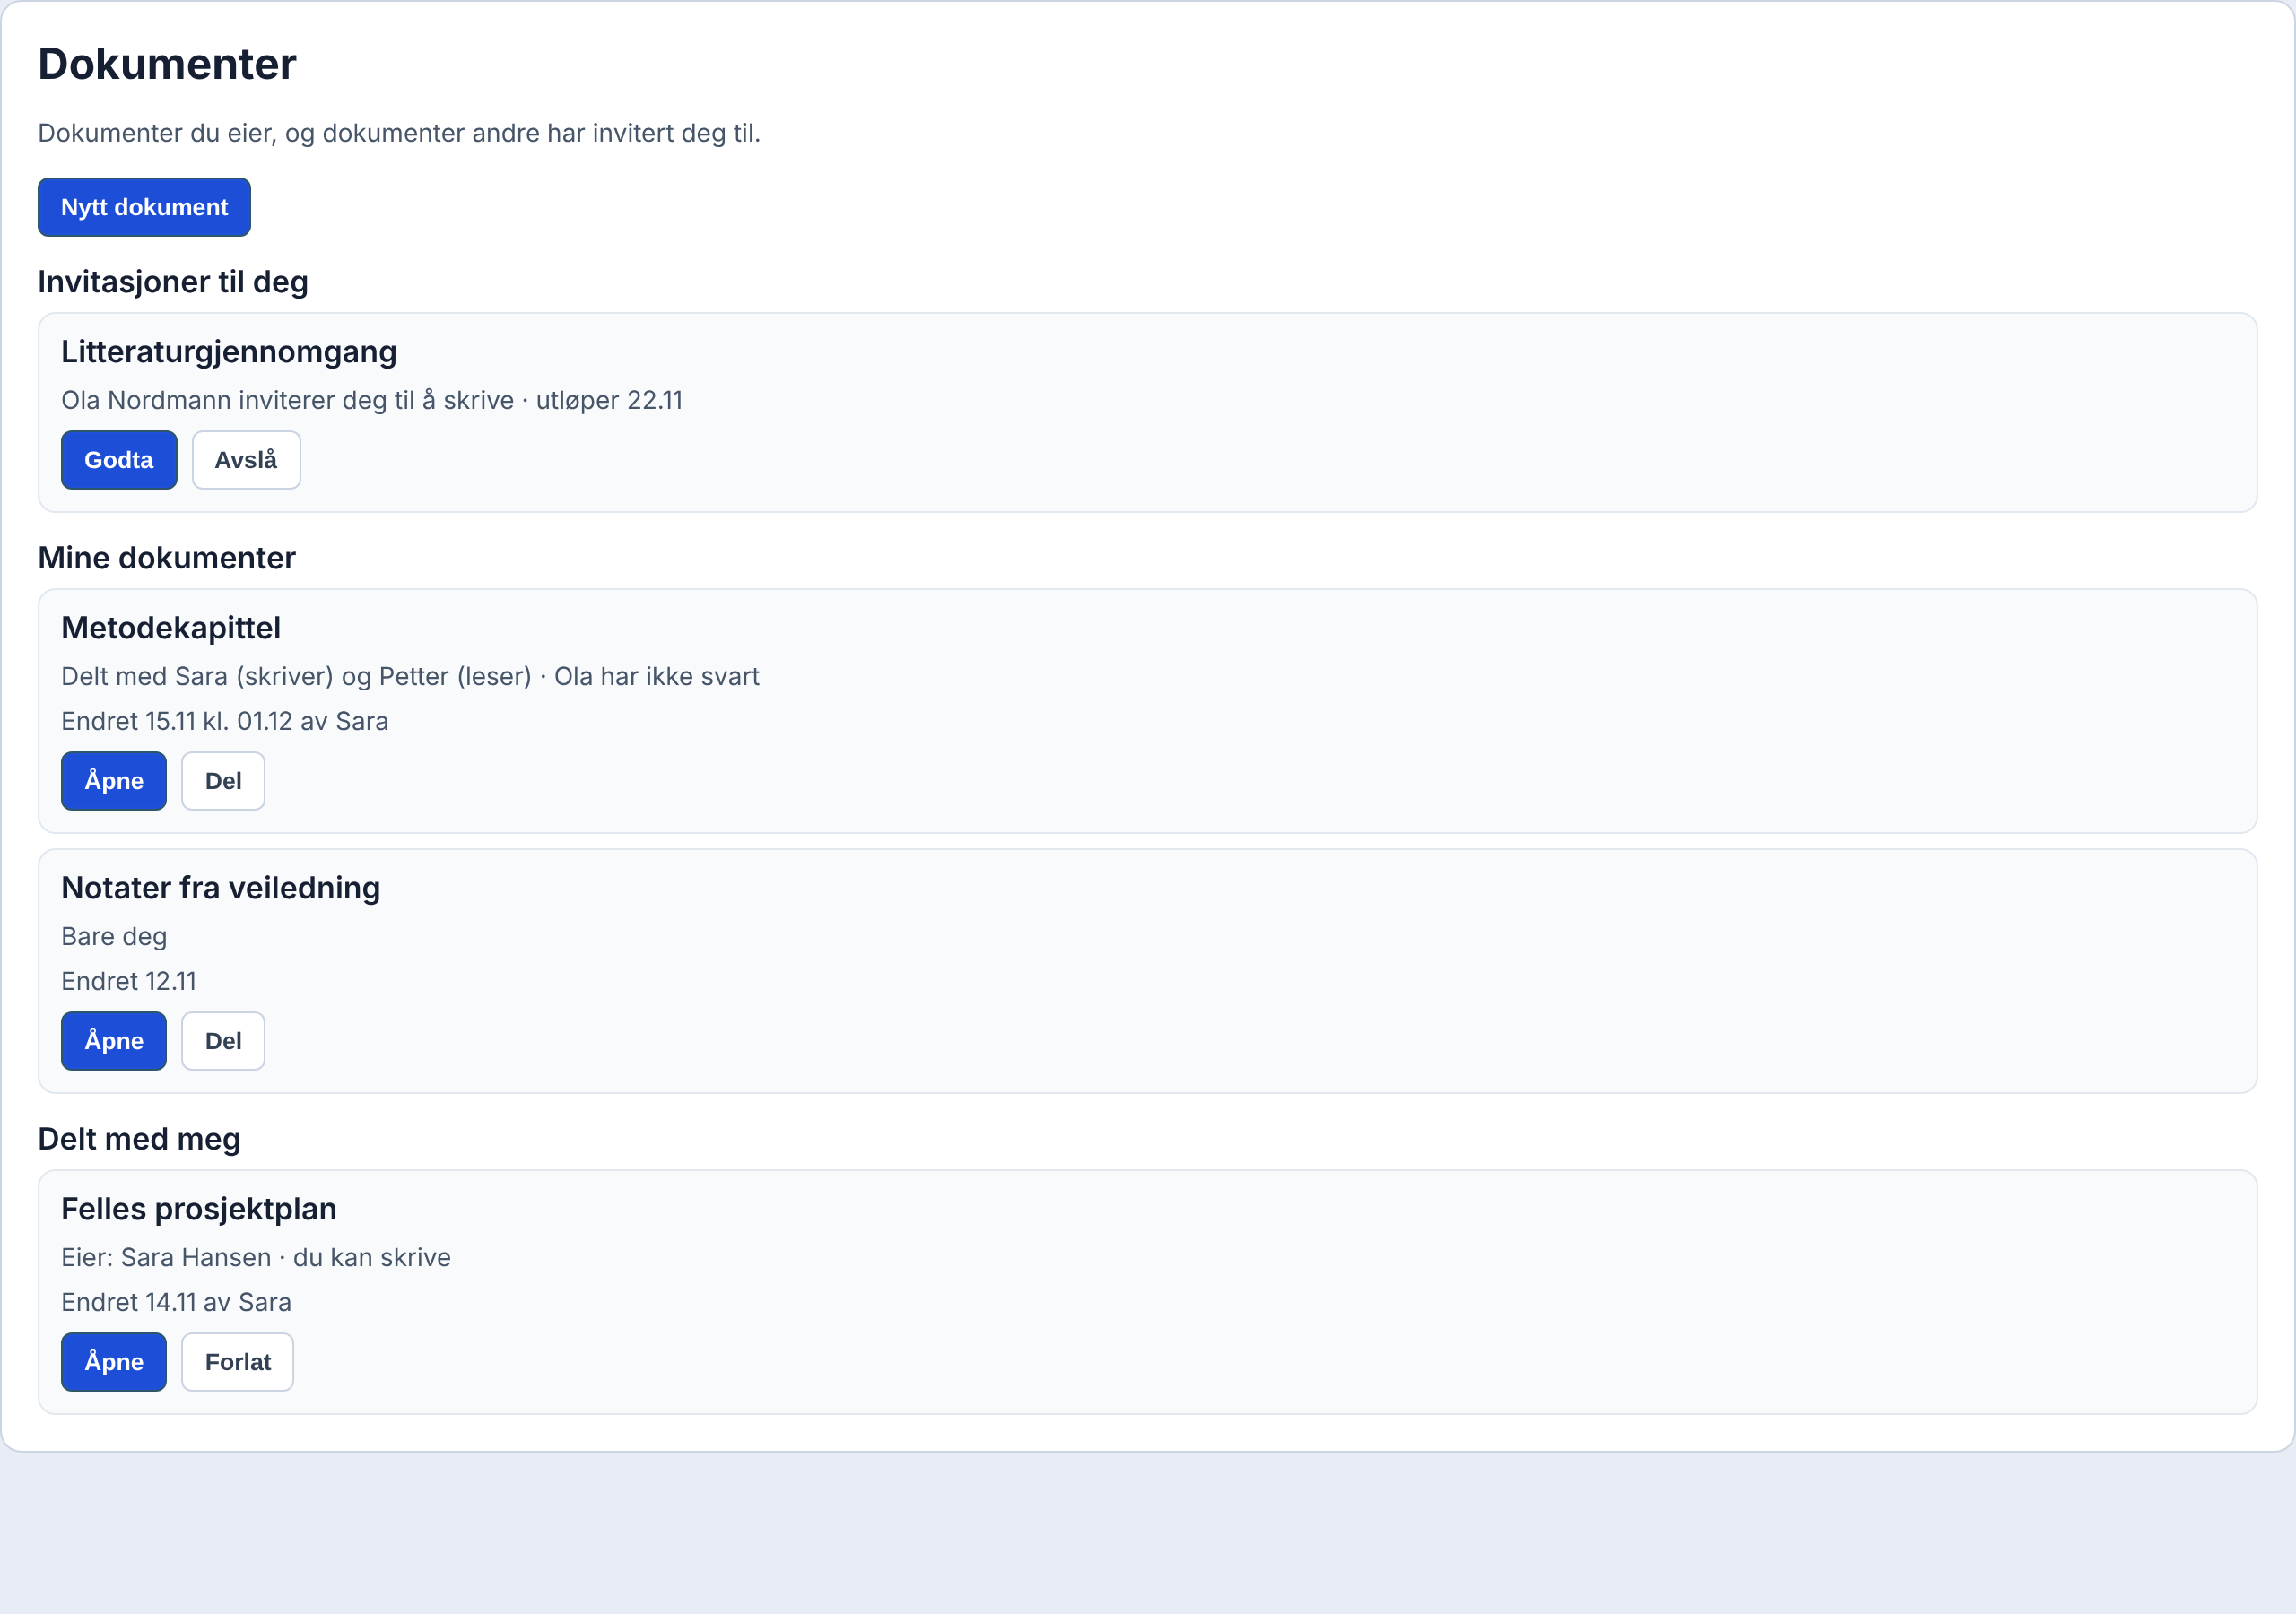 Dokumenter
Dokumenter du eier, og dokumenter andre har invitert deg til.
Nytt dokument
Invitasjoner til deg
Litteraturgjennomgang
Ola Nordmann inviterer deg til å skrive · utløper 22.11
Godta Avslå
Mine dokumenter
Metodekapittel
Delt med Sara (skriver) og Petter (leser) · Ola har ikke svart
Endret 15.11 kl. 01.12 av Sara
Åpne Del
Notater fra veiledning
Bare deg
Endret 12.11
Åpne Del
Delt med meg
Felles prosjektplan
Eier: Sara Hansen · du kan skrive
Endret 14.11 av Sara
Åpne Forlat